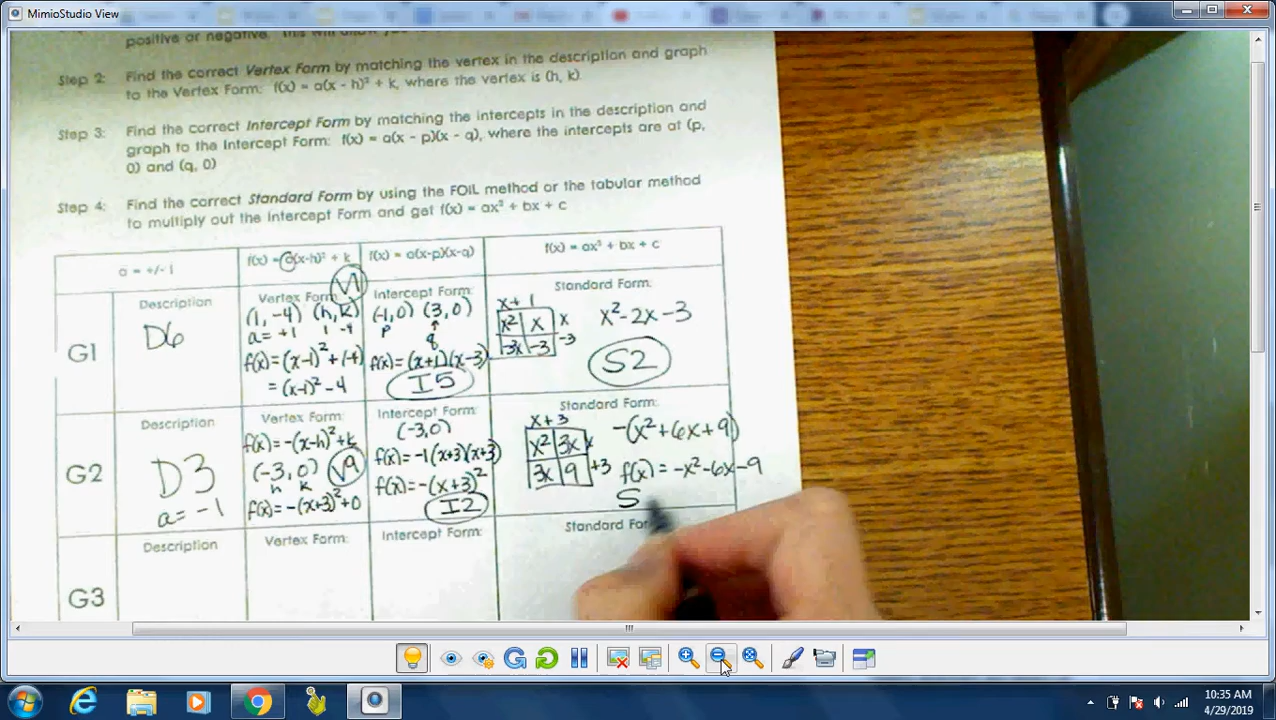 MimioStudio View
positive or negative. This will
Step 2: Find the correct Vertex Form by matching the vertex in the description and graph
to the Vertex Form: f(x) = a(x - h)² + k, where the vertex is (h, k)
Step 3: Find the correct Intercept Form by matching the intercepts in the description and
graph to the Intercept Form: f(x) = a(x - p)(x - q), where the intercepts are at (p,
0) and (q, 0)
Step 4: Find the correct Standard Form by using the FOIL method or the tabular method
to multiply out the Intercept Form and get f(x) = ax² + bx + c
a = +/- 1
f(x) = a(x-h)² + k
f(x) = a(x-p)(x-q)
f(x) = ax² + bx + c
G1
Description
D6
Vertex Form
(1, -4) (h, k)
a = +1 1 -4
f(x) = (x-1)² + (-4)
= (x-1)² - 4
Intercept Form:
(-1, 0) (3, 0)
p
q
f(x) = (x+1)(x-3)
I5
Standard Form:
x + 1
x² x x
-3x -3 -3
x² - 2x - 3
S2
G2
Description
D3
a = -1
Vertex Form:
f(x) = -(x-h)² + k
(-3, 0) V9
h k
f(x) = -(x+3)² + 0
Intercept Form:
(-3, 0)
f(x) = -1(x+3)(x+3)
f(x) = -(x+3)²
I2
Standard Form:
x + 3
x² 3x x
3x 9 +3
-(x² + 6x + 9)
f(x) = -x² - 6x - 9
S
G3
Description
Vertex Form:
Intercept Form:
Standard For
10:35 AM
4/29/2019